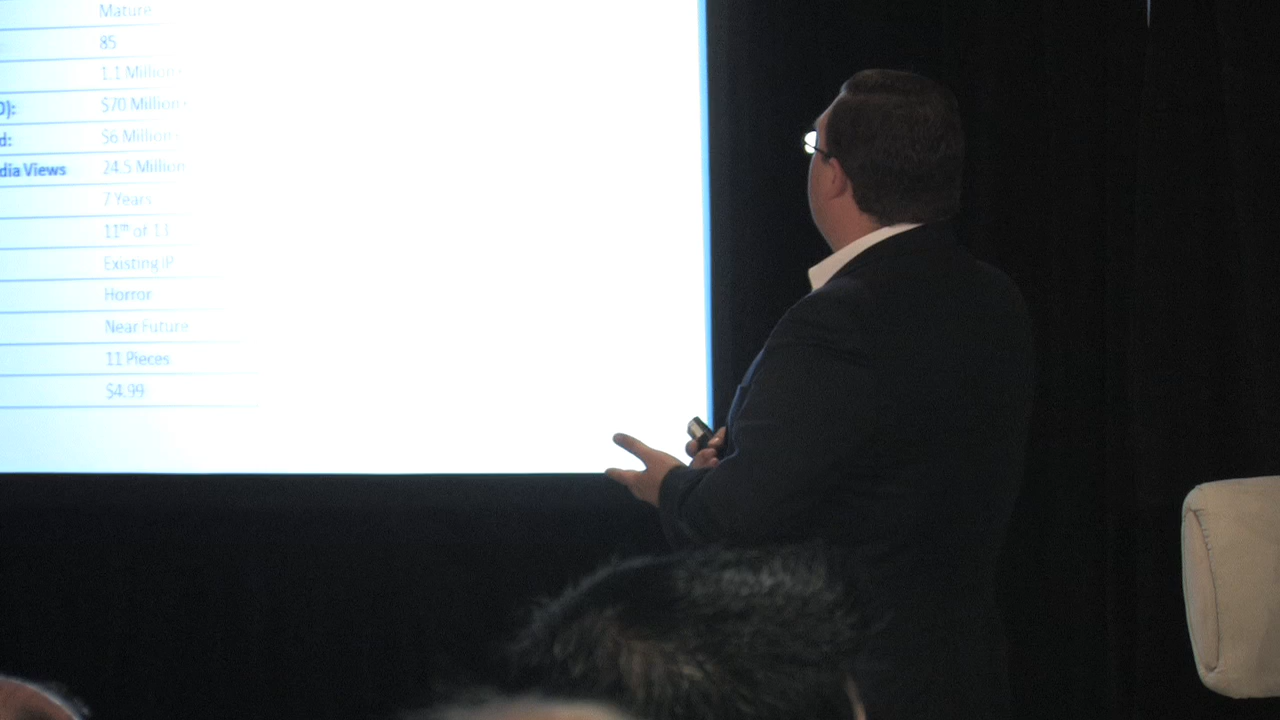 Mature
85
1.1 Million
D): $70 Million
d: $6 Million
dia Views 24.5 Million
7 Years
11th of 13
Existing IP
Horror
Near Future
11 Pieces
$4.99